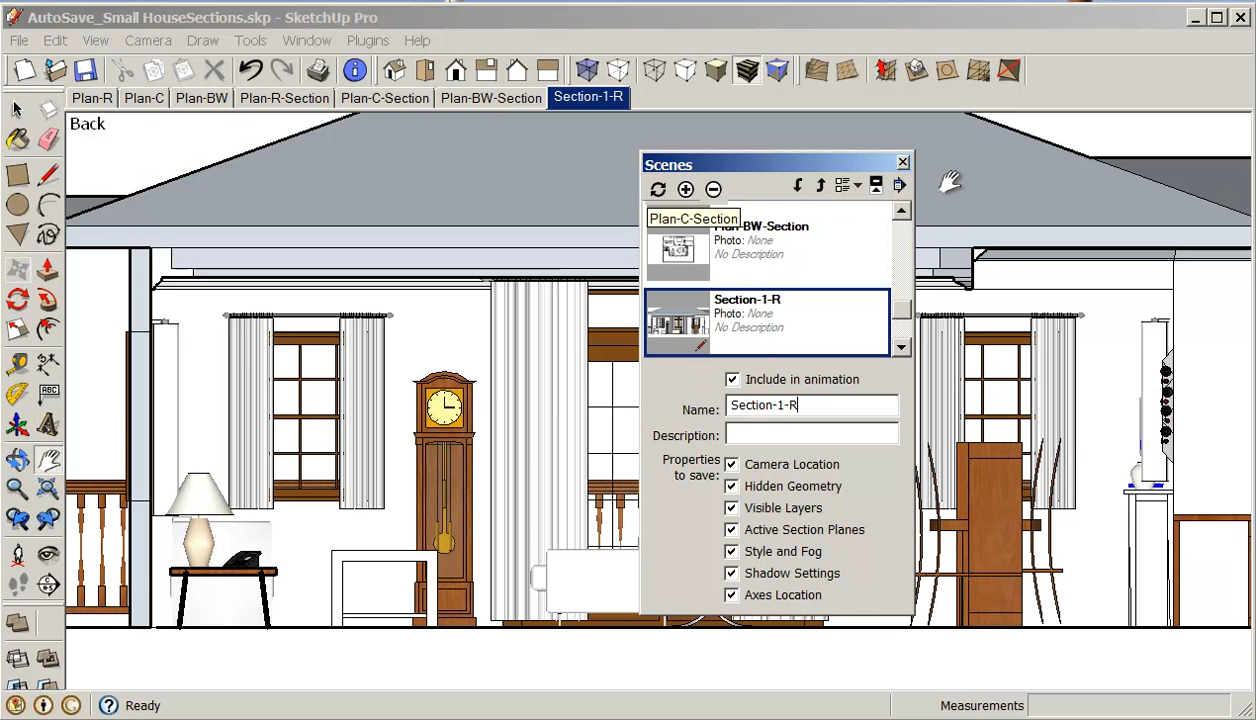 AutoSave_Small HouseSections.skp - SketchUp Pro
File Edit View Camera Draw Tools Window Plugins Help
Plan-R Plan-C Plan-BW Plan-R-Section Plan-C-Section Plan-BW-Section Section-1-R
Back
Scenes
Plan-C-Section
Plan-BW-Section
Photo: None
No Description
Section-1-R
Photo: None
No Description
Include in animation
Name: Section-1-R
Description:
Properties to save:
Camera Location
Hidden Geometry
Visible Layers
Active Section Planes
Style and Fog
Shadow Settings
Axes Location
Ready
Measurements